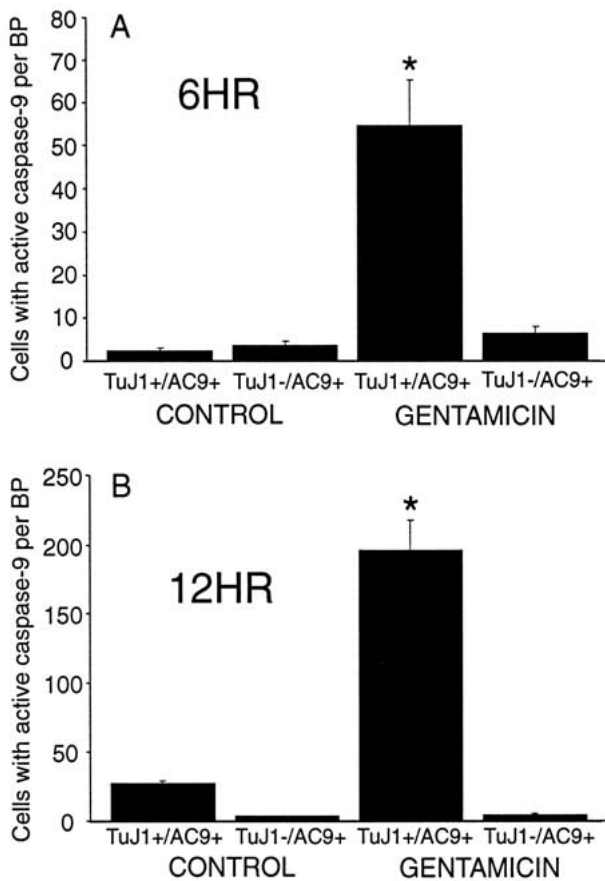 A
6HR
*
Cells with active caspase-9 per BP
80
70
60
50
40
30
20
10
0
TuJ1+/AC9+ TuJ1-/AC9+ TuJ1+/AC9+ TuJ1-/AC9+
CONTROL GENTAMICIN
B
12HR
*
Cells with active caspase-9 per BP
250
200
150
100
50
0
TuJ1+/AC9+ TuJ1-/AC9+ TuJ1+/AC9+ TuJ1-/AC9+
CONTROL GENTAMICIN